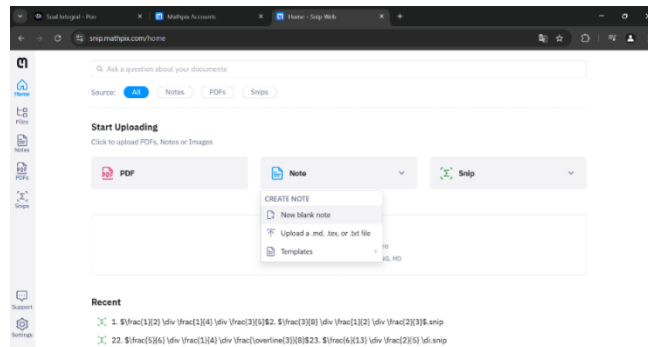 Soal Integral - Poe
Mathpix Accounts
Home - Snip Web
snip.mathpix.com/home
Ask a question about your documents
Home
Source: All Notes PDFs Snips
Files
Start Uploading
Click to upload PDFs, Notes or Images
Notes
PDF Note Snip
PDFs
CREATE NOTE
Snips
New blank note
Upload a .md, .tex, or .txt file
Templates
MD
Support
Recent
1. $\frac{1}{2} \div \frac{1}{4} \div \frac{3}{5}$2. $\frac{3}{8} \div \frac{1}{2} \div \frac{2}{3}$.snip
Settings
22. $\frac{5}{6} \div \frac{1}{4} \div \frac{\overline{3}}{8}$23. $\frac{6}{13} \div \frac{2}{5} \di.snip